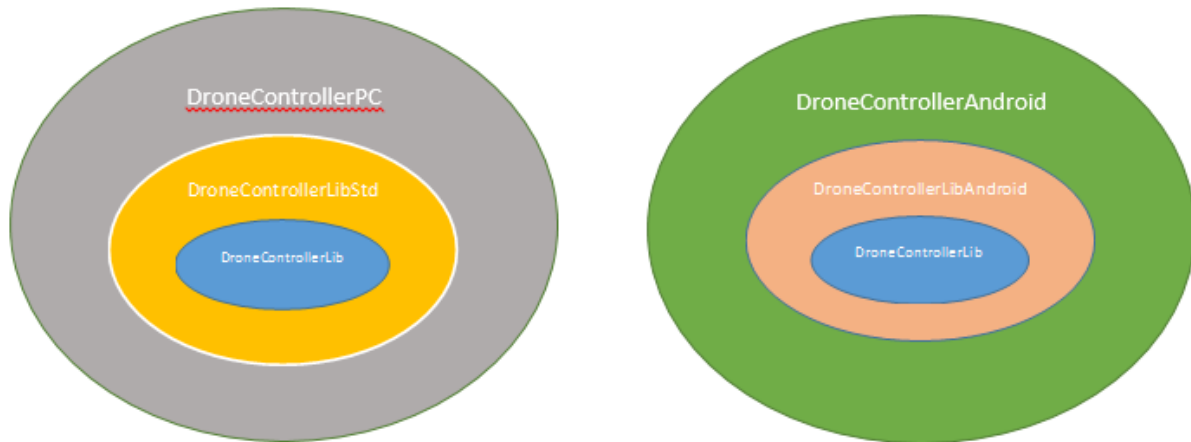 DroneControllerPC
DroneControllerLibStd
DroneControllerLib
DroneControllerAndroid
DroneControllerLibAndroid
DroneControllerLib